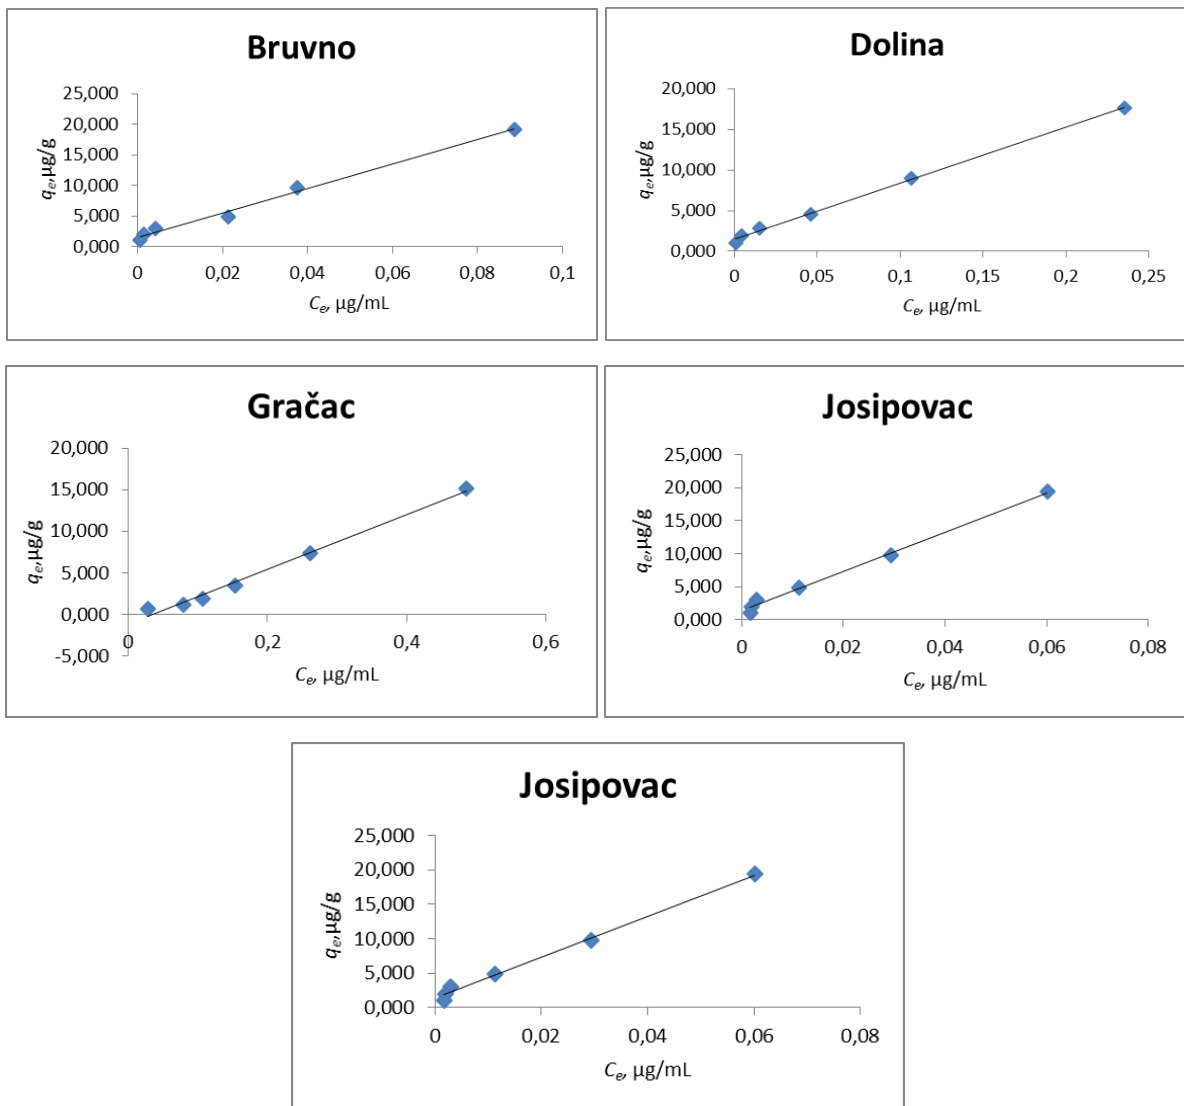 Bruvno
25,000
20,000
15,000
10,000
5,000
0,000
qe,µg/g
0 0,02 0,04 0,06 0,08 0,1
Ce, µg/mL
Dolina
20,000
15,000
10,000
5,000
0,000
qe,µg/g
0 0,05 0,1 0,15 0,2 0,25
Ce, µg/mL
Gračac
20,000
15,000
10,000
5,000
0,000
-5,000
qe,µg/g
0 0,2 0,4 0,6
Ce, µg/mL
Josipovac
25,000
20,000
15,000
10,000
5,000
0,000
qe,µg/g
0 0,02 0,04 0,06 0,08
Ce, µg/mL
Josipovac
25,000
20,000
15,000
10,000
5,000
0,000
qe,µg/g
0 0,02 0,04 0,06 0,08
Ce, µg/mL